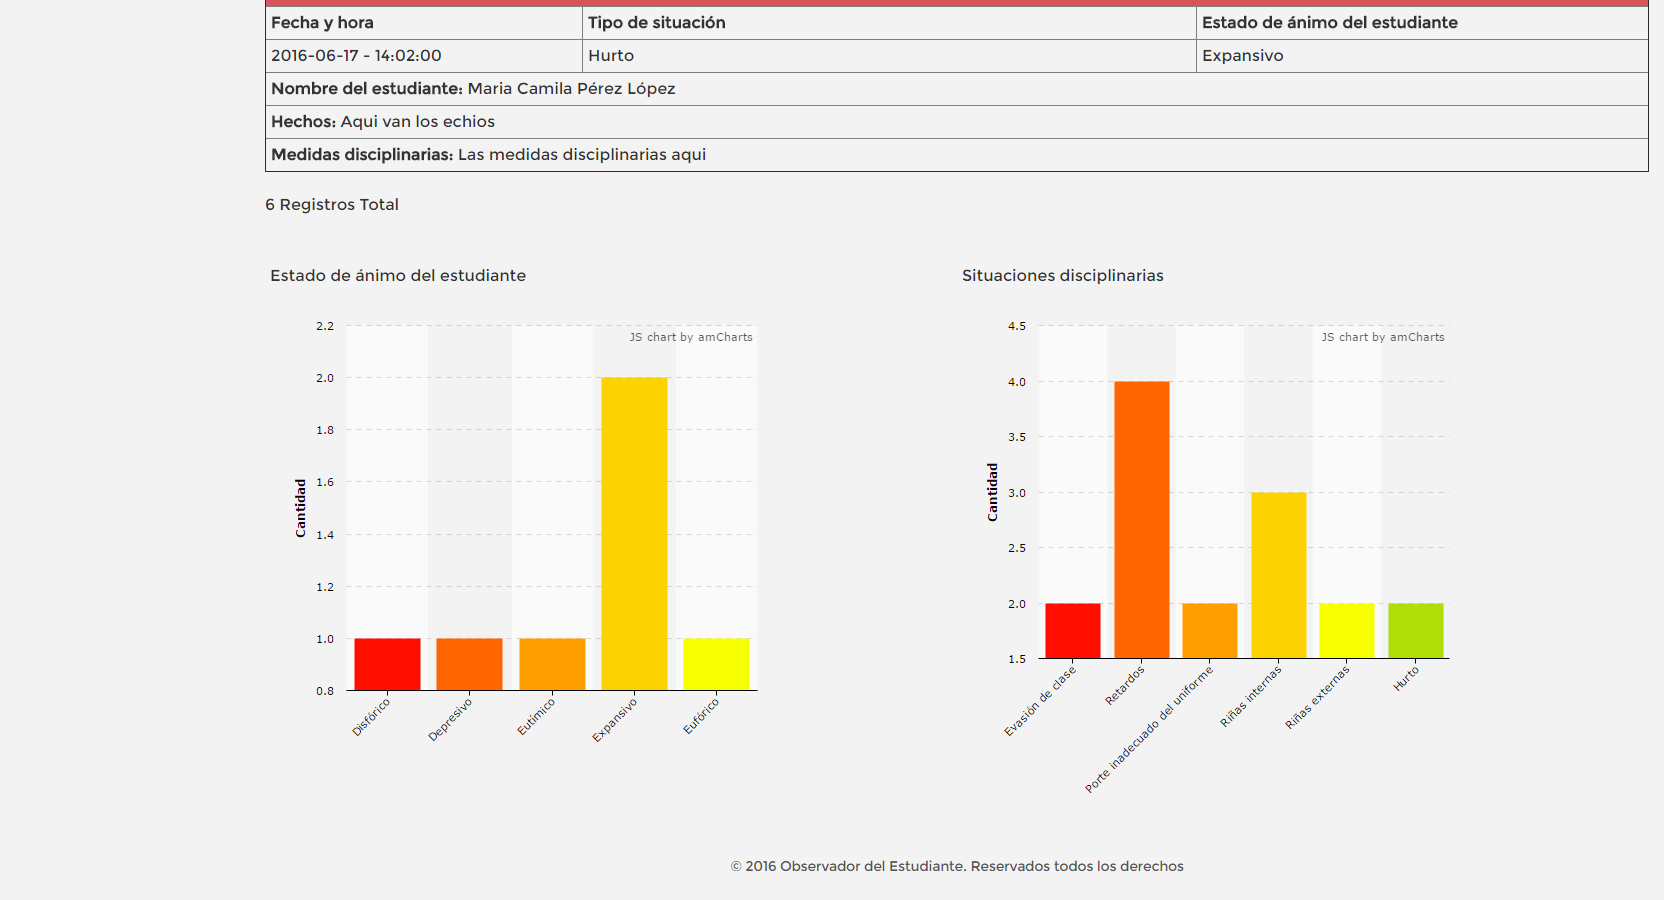 Fecha y hora Tipo de situación Estado de ánimo del estudiante
2016-06-17 - 14:02:00 Hurto Expansivo
Nombre del estudiante: Maria Camila Pérez López
Hechos: Aqui van los echios
Medidas disciplinarias: Las medidas disciplinarias aqui
6 Registros Total
Estado de ánimo del estudiante
JS chart by amCharts
Cantidad
2.2
2.0
1.8
1.6
1.4
1.2
1.0
0.8
Disfórico
Depresivo
Eutímico
Expansivo
Eufórico
Situaciones disciplinarias
JS chart by amCharts
Cantidad
4.5
4.0
3.5
3.0
2.5
2.0
1.5
Evasión de clase
Retardos
Porte inadecuado del uniforme
Riñas internas
Riñas externas
Hurto
© 2016 Observador del Estudiante. Reservados todos los derechos